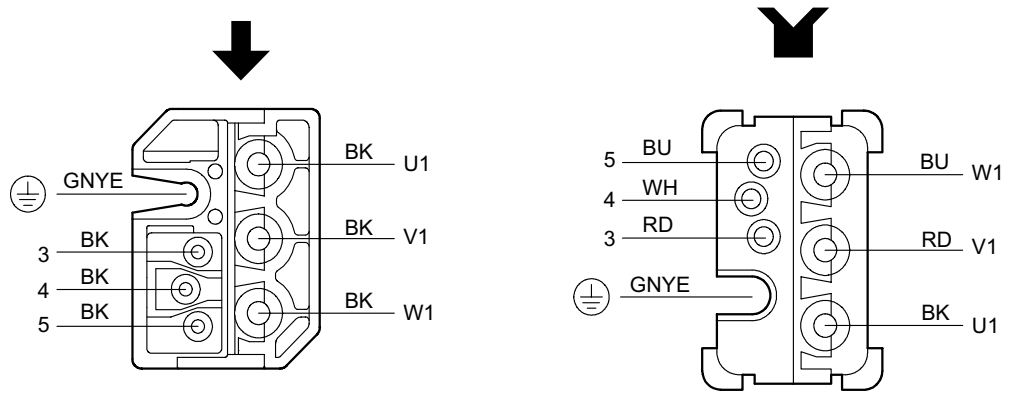 BK U1
GNYE
BK V1
3 BK
4 BK
5 BK
BK W1
5 BU
BU W1
4 WH
3 RD
RD V1
GNYE
BK U1